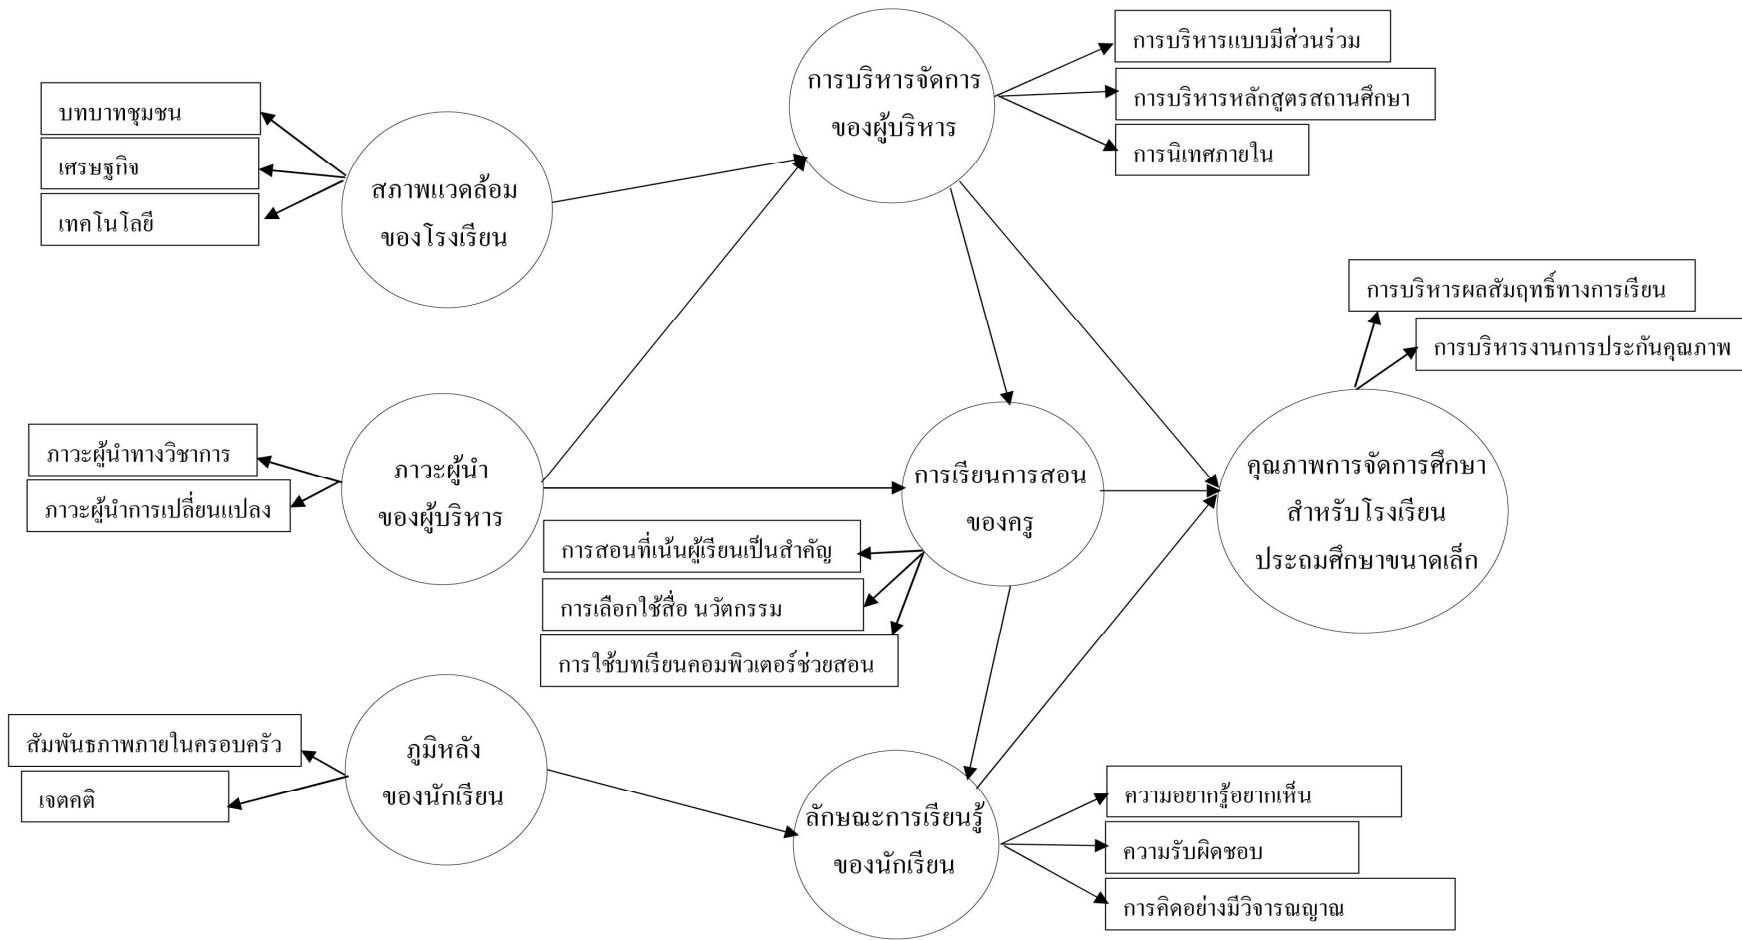 การบริหารแบบมีส่วนร่วม
การบริหารจัดการ
ของผู้บริหาร
การบริหารหลักสูตรสถานศึกษา
การนิเทศภายใน
บทบาทชุมชน
เศรษฐกิจ
เทคโนโลยี
สภาพแวดล้อม
ของโรงเรียน
การบริหารผลสัมฤทธิ์ทางการเรียน
การบริหารงานการประกันคุณภาพ
ภาวะผู้นำทางวิชาการ
ภาวะผู้นำการเปลี่ยนแปลง
ภาวะผู้นำ
ของผู้บริหาร
การเรียนการสอน
ของครู
คุณภาพการจัดการศึกษา
สำหรับโรงเรียน
ประถมศึกษาขนาดเล็ก
การสอนที่เน้นผู้เรียนเป็นสำคัญ
การเลือกใช้สื่อ นวัตกรรม
การใช้บทเรียนคอมพิวเตอร์ช่วยสอน
สัมพันธภาพภายในครอบครัว
เจตคติ
ภูมิหลัง
ของนักเรียน
ลักษณะการเรียนรู้
ของนักเรียน
ความอยากรู้อยากเห็น
ความรับผิดชอบ
การคิดอย่างมีวิจารณญาณ